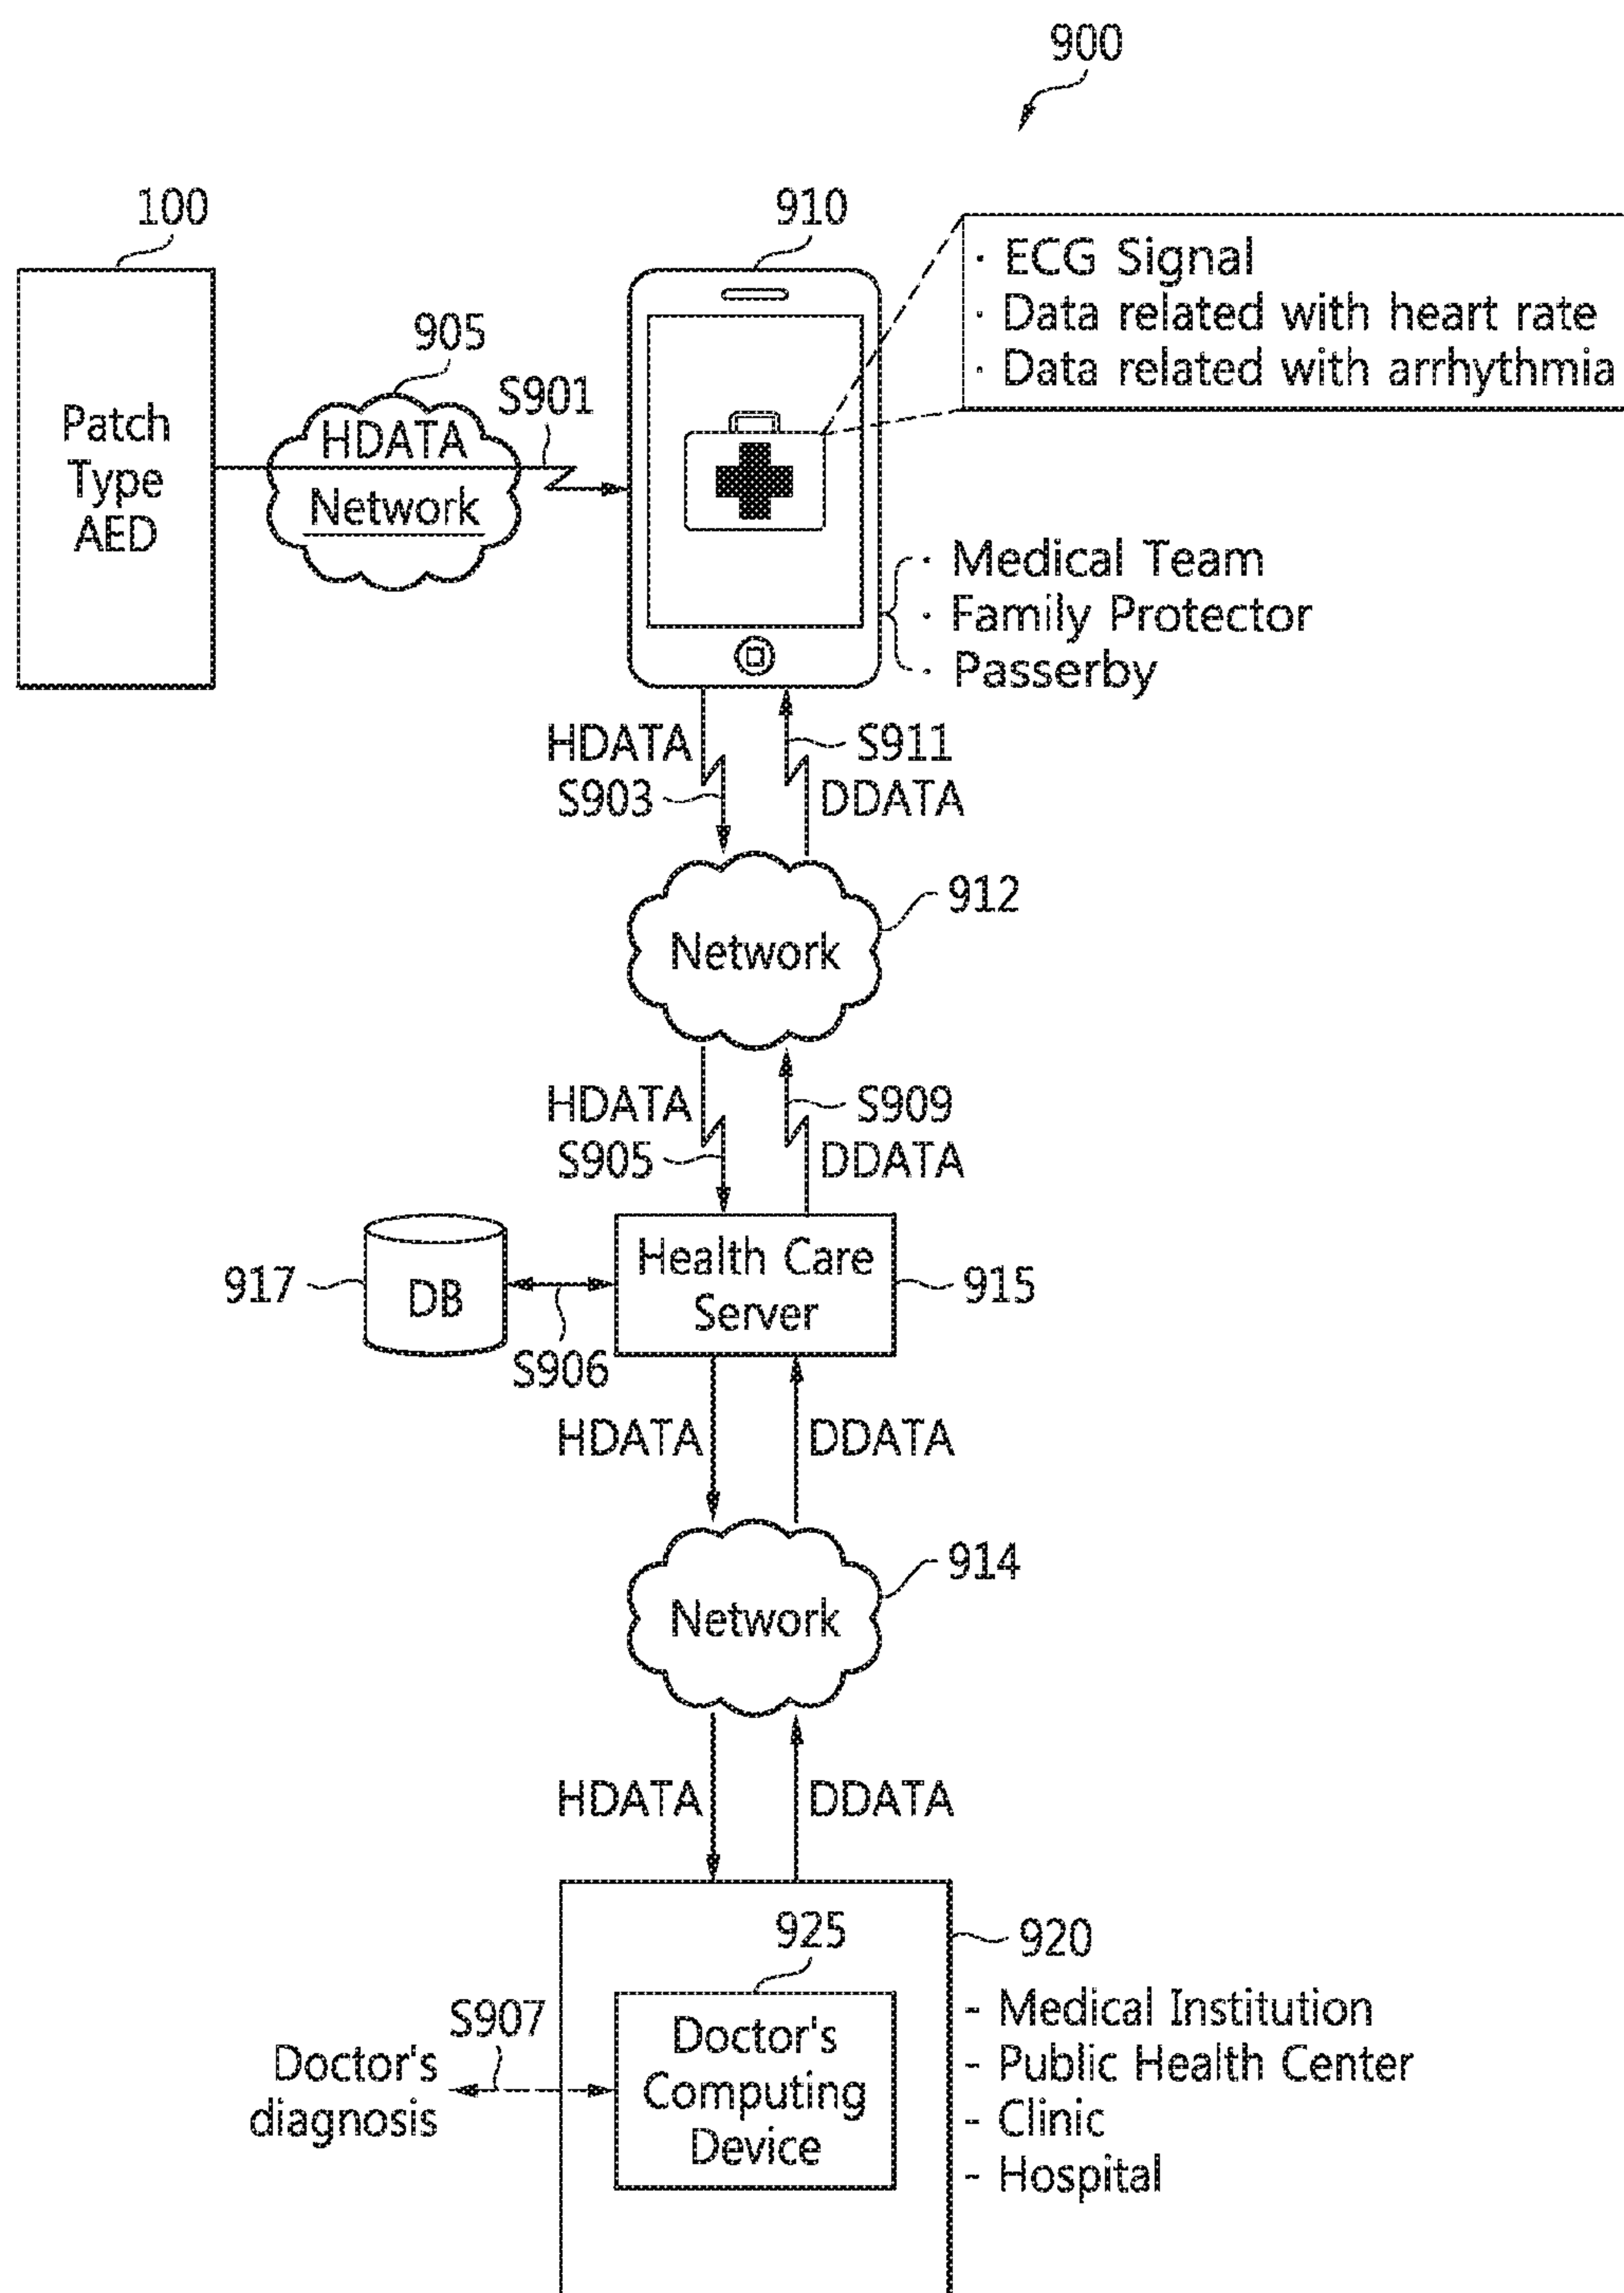 900
100
910
· ECG Signal
· Data related with heart rate
· Data related with arrhythmia
905
S901
Patch
Type
AED
HDATA
Network
· Medical Team
· Family Protector
· Passerby
HDATA
S903
S911
DDATA
912
Network
HDATA
S905
S909
DDATA
917
DB
S906
Health Care
Server
915
HDATA
DDATA
914
Network
HDATA
DDATA
920
925
S907
Doctor's
diagnosis
Doctor's
Computing
Device
- Medical Institution
- Public Health Center
- Clinic
- Hospital